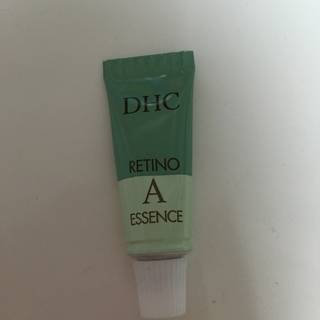 DHC
RETINO
A
ESSENCE